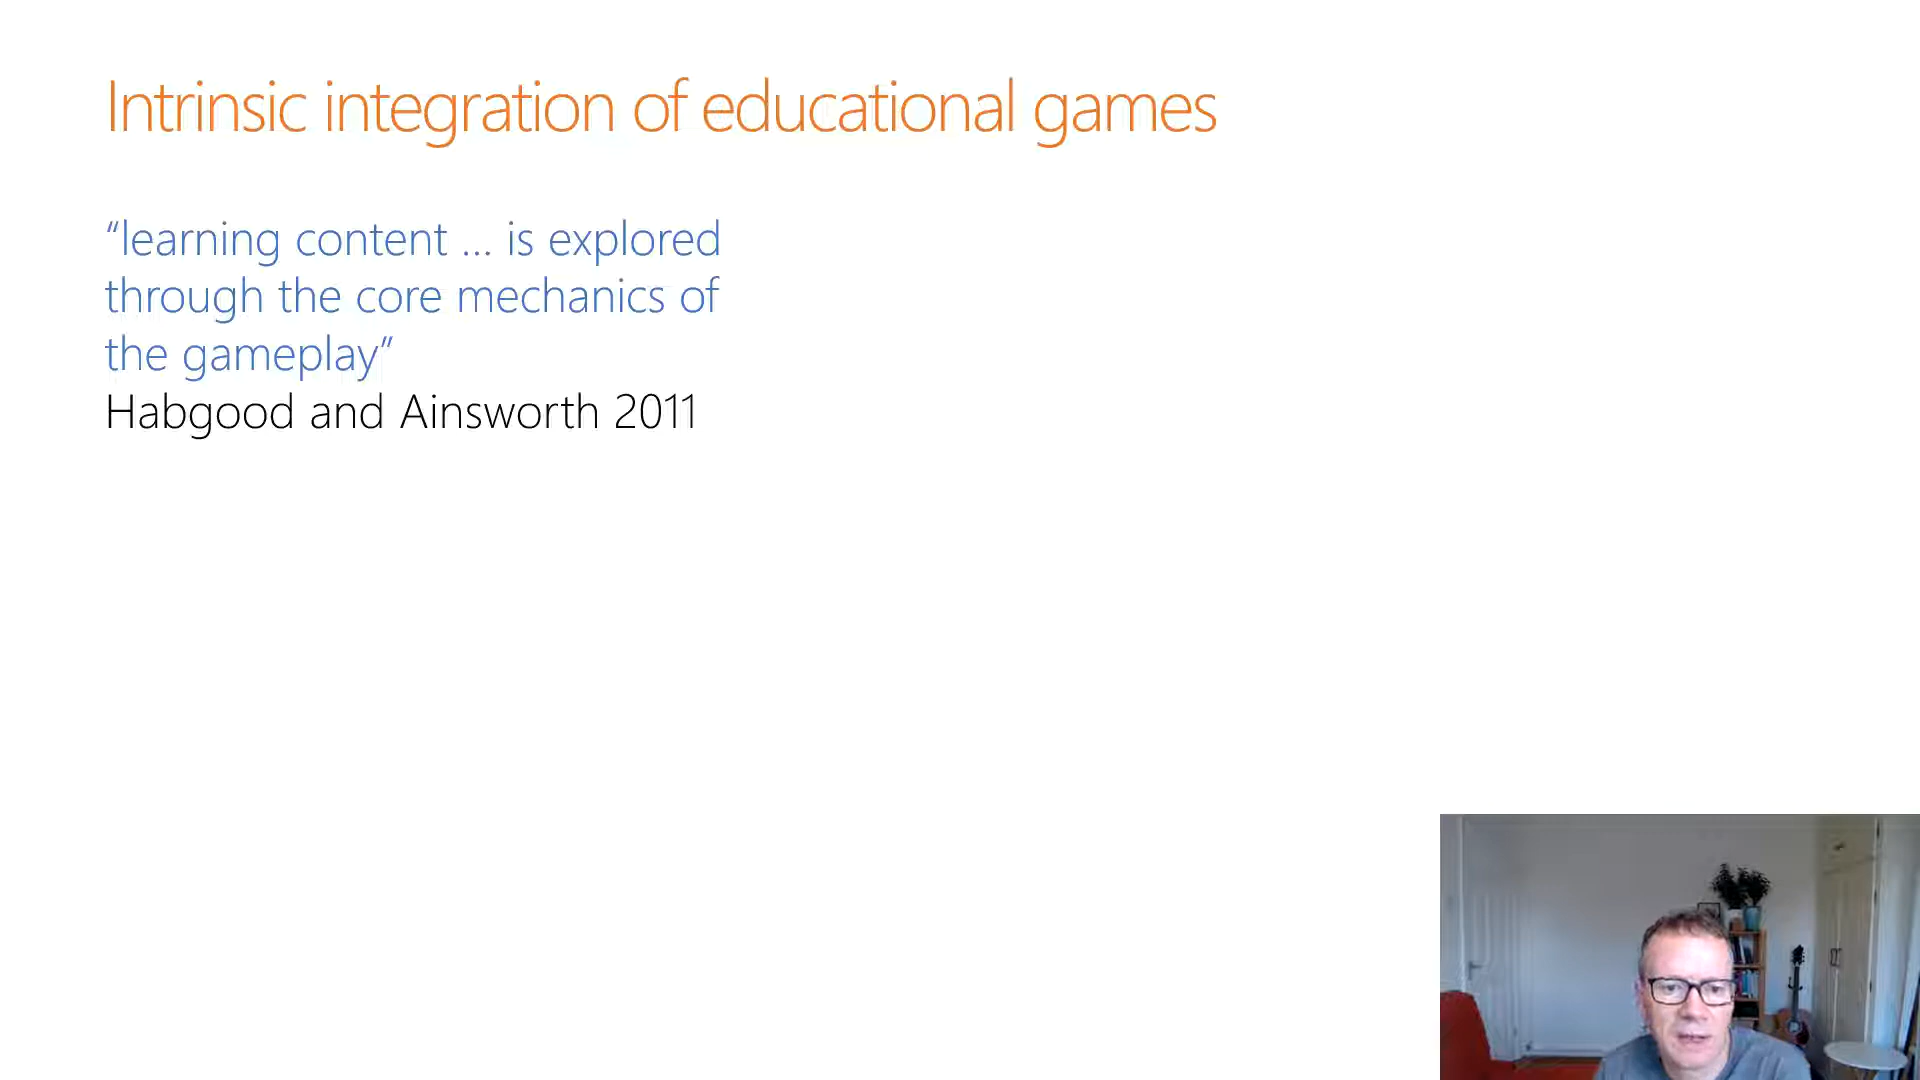 Intrinsic integration of educational games
“learning content ... is explored
through the core mechanics of
the gameplay”
Habgood and Ainsworth 2011